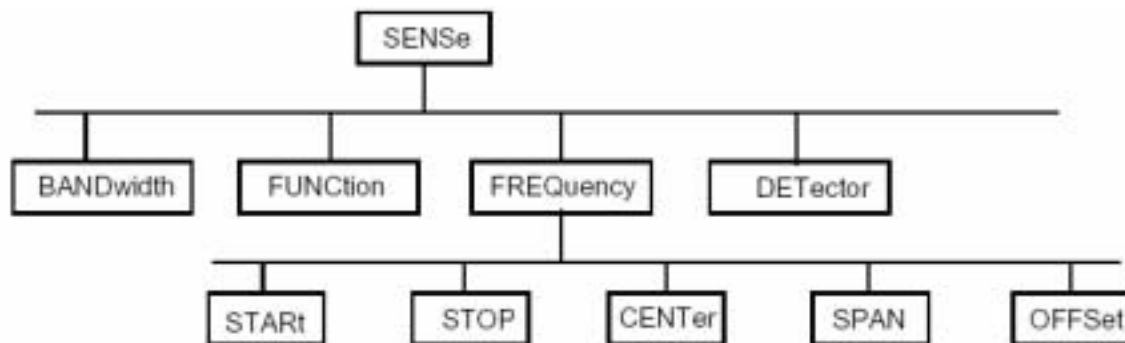 SENSe
BANDwidth FUNCtion FREQuency DETector
STARt STOP CENTer SPAN OFFSet